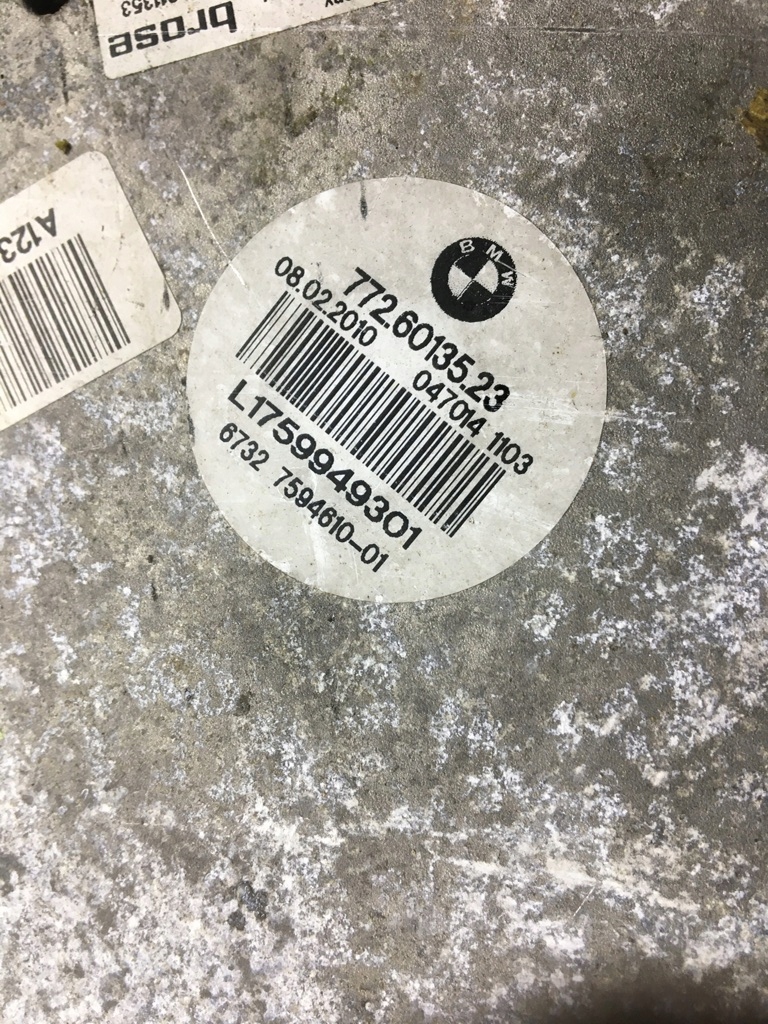 brose
A123
BMW
772.60135.23
08.02.2010 047014 1103
L1759949301
6732 7594610-01